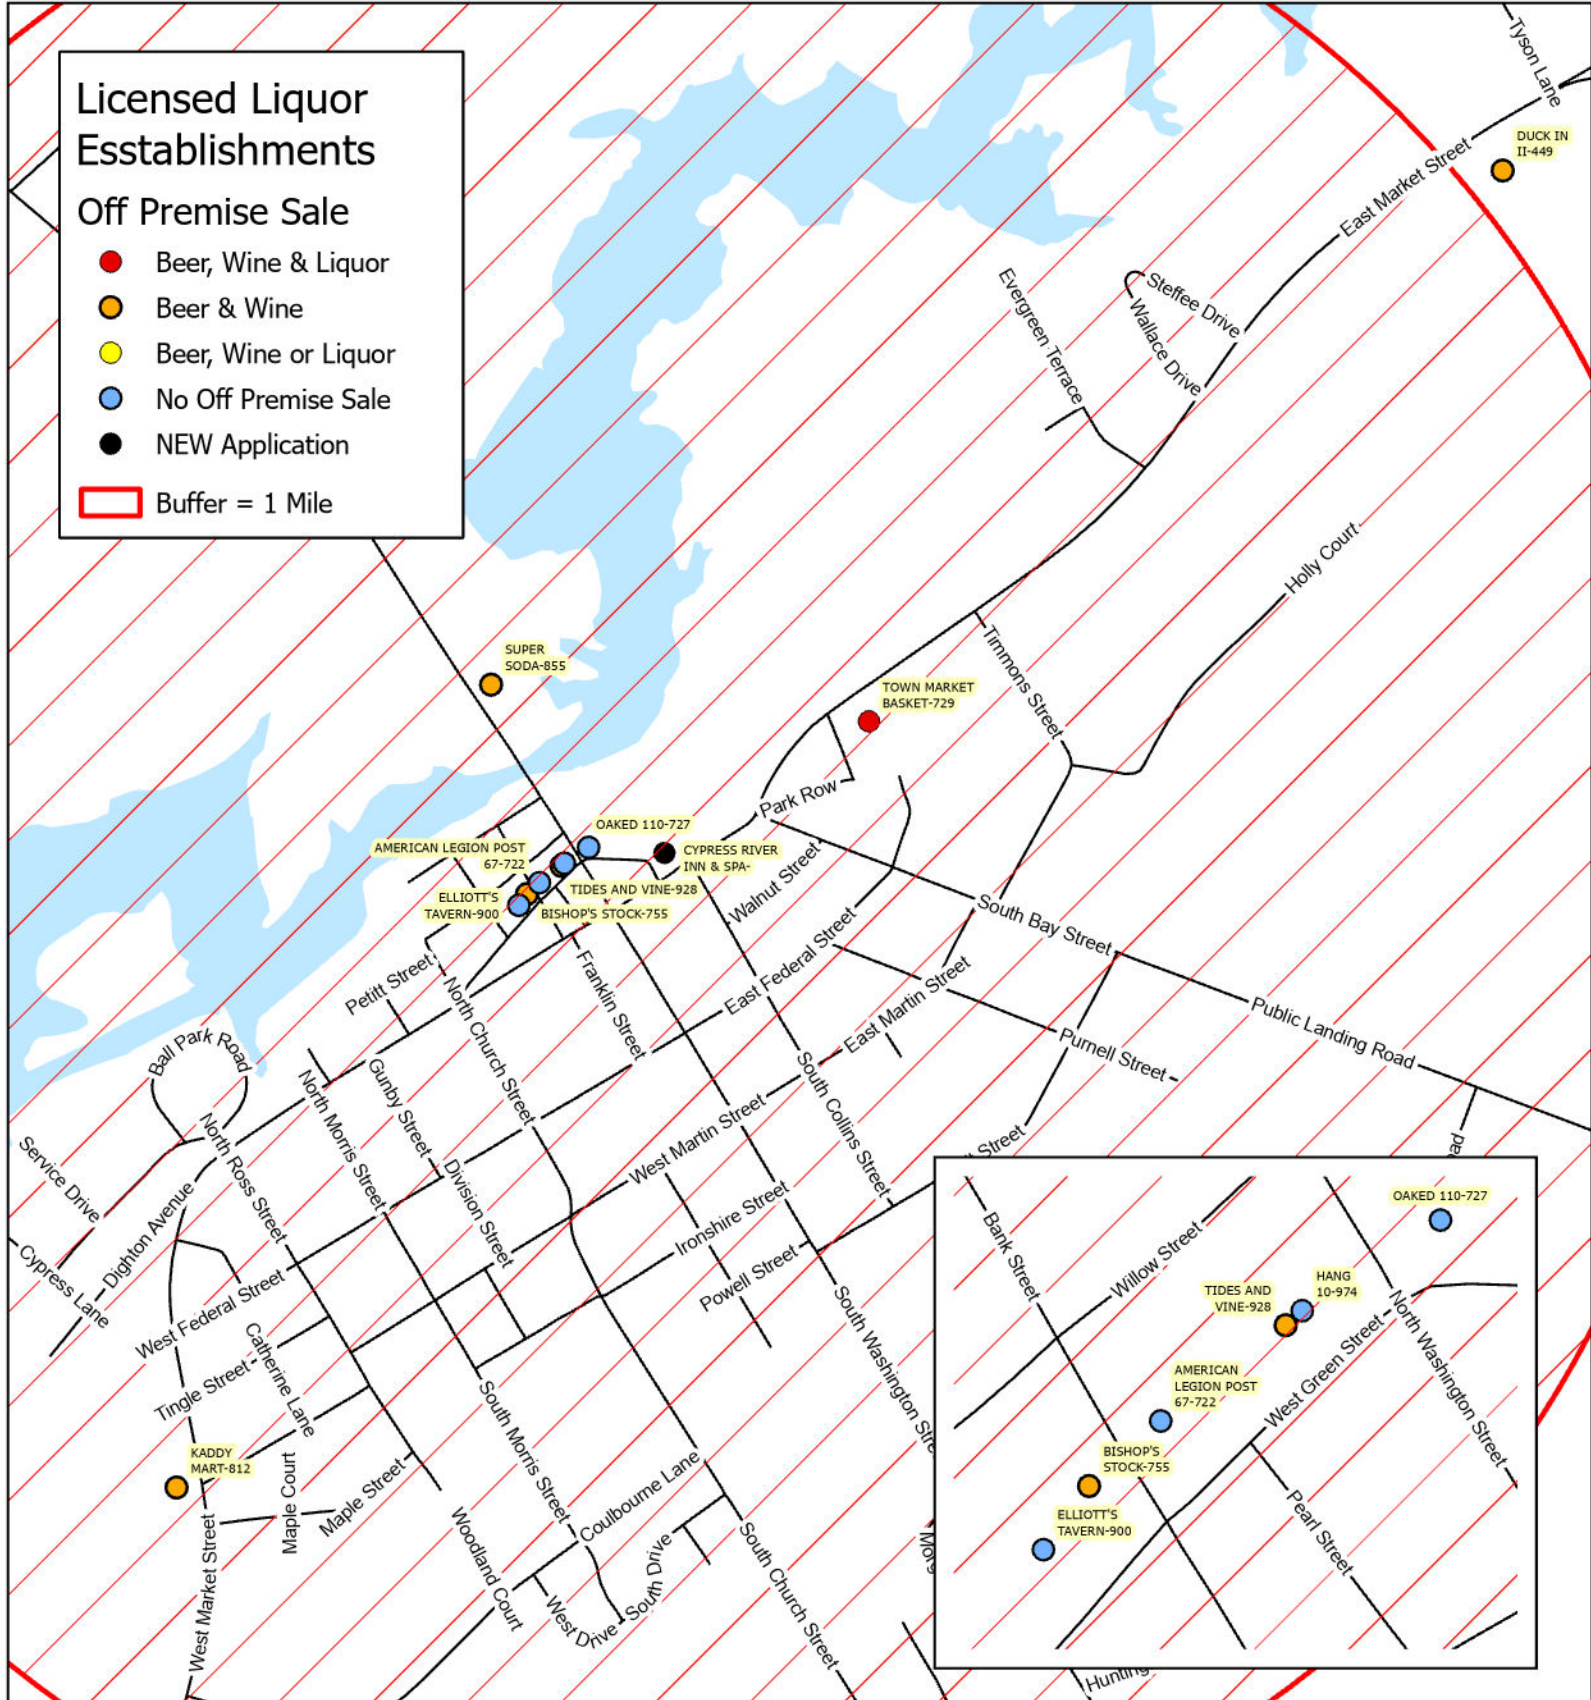 Licensed Liquor
Esstablishments
Off Premise Sale
Beer, Wine & Liquor
Beer & Wine
Beer, Wine or Liquor
No Off Premise Sale
NEW Application
Buffer = 1 Mile
Tyson Lane
DUCK IN
II-449
East Market Street
Steffee Drive
Wallace Drive
Evergreen Terrace
Holly Court
Timmons Street
SUPER
SODA-855
TOWN MARKET
BASKET-729
Park Row
OAKED 110-727
AMERICAN LEGION POST
67-722
CYPRESS RIVER
INN & SPA-
TIDES AND VINE-928
ELLIOTT'S
TAVERN-900
BISHOP'S STOCK-755
Walnut Street
South Bay Street
East Federal Street
East Martin Street
Public Landing Road
Purnell Street
Petitt Street
North Church Street
Franklin Street
Ball Park Road
North Morris Street
Gunby Street
Division Street
North Ross Street
Service Drive
Dighton Avenue
Cypress Lane
West Federal Street
Tingle Street
Catherine Lane
West Martin Street
South Collins Street
Ironshire Street
Powell Street
South Washington Stre
t Street
oad
KADDY
MART-812
Maple Court
Maple Street
West Market Street
Woodland Court
South Morris Street
Coulbourne Lane
West Drive
South Drive
South Church Street
Morg
Hunting
Bank Street
Willow Street
OAKED 110-727
HANG
10-974
TIDES AND
VINE-928
North Washington Street
West Green Street
AMERICAN
LEGION POST
67-722
BISHOP'S
STOCK-755
ELLIOTT'S
TAVERN-900
Pearl Street